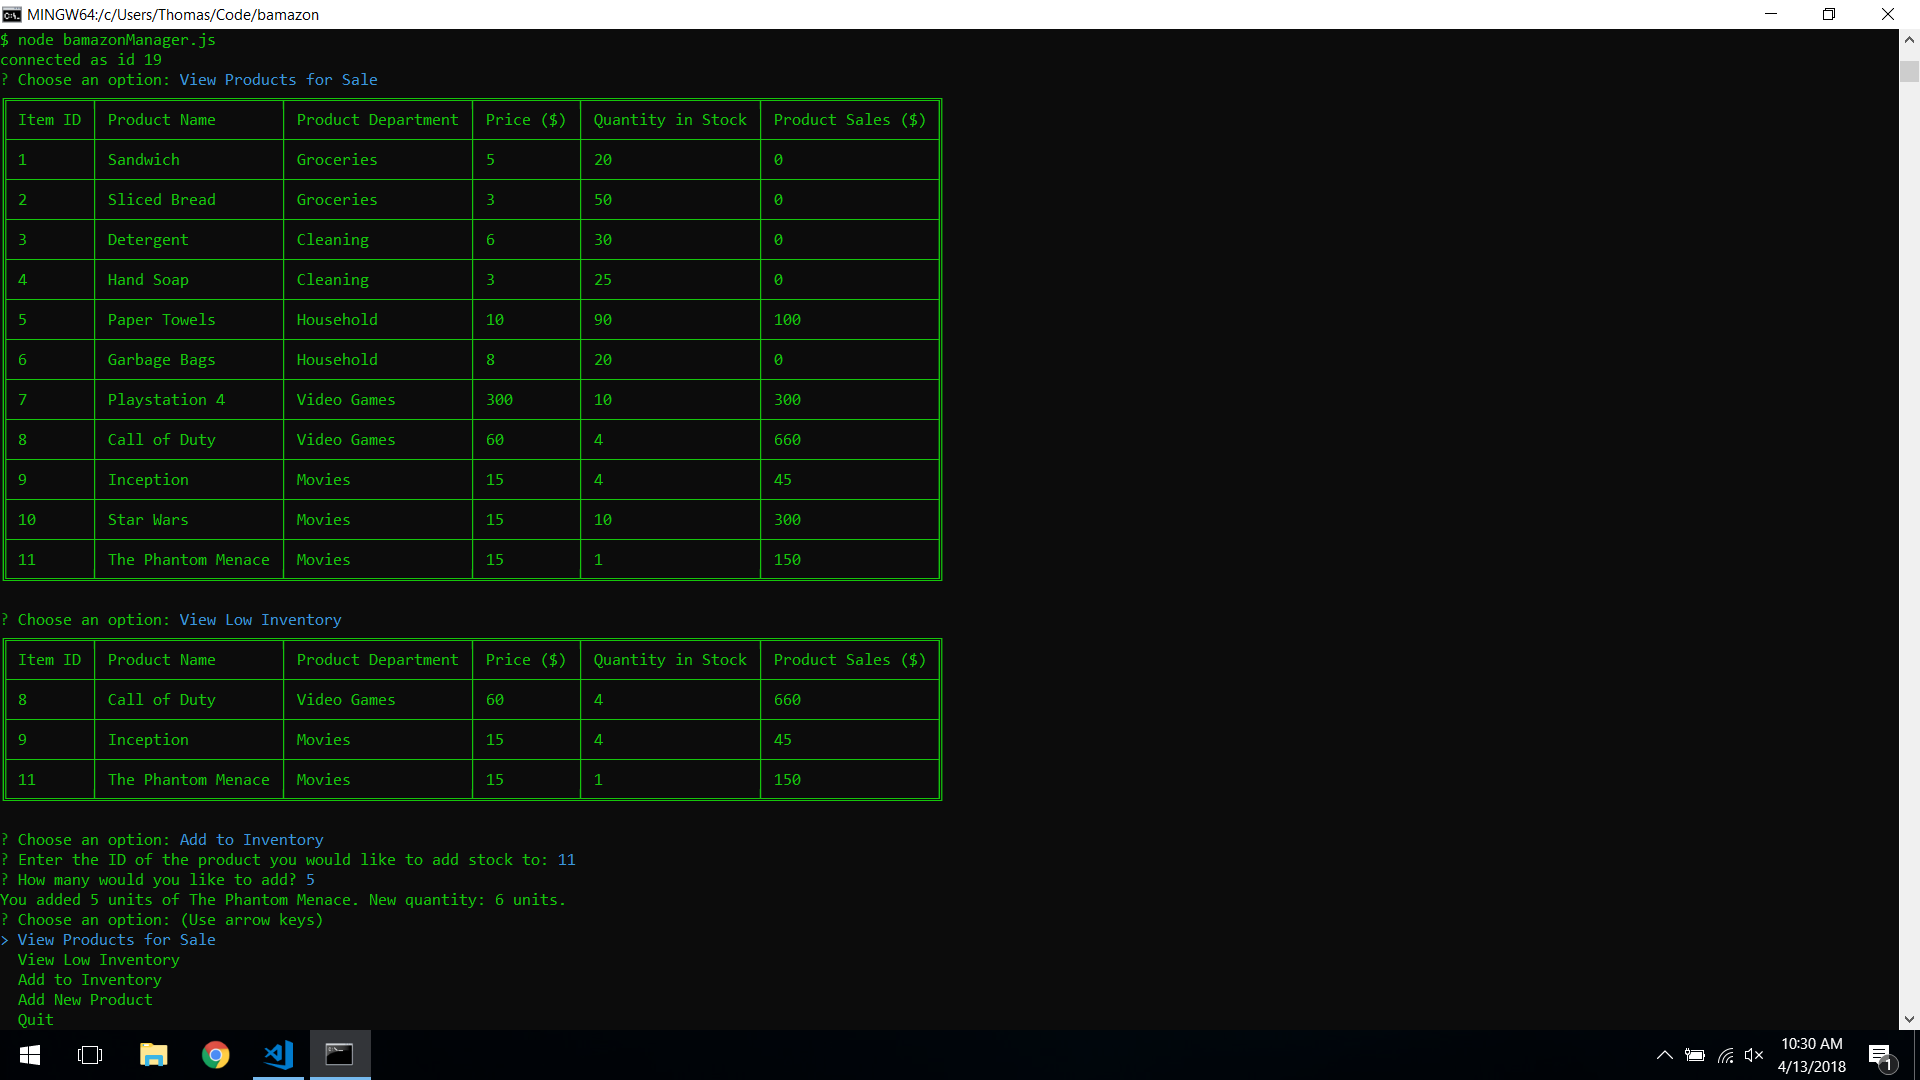 MINGW64:/c/Users/Thomas/Code/bamazon
$ node bamazonManager.js
connected as id 19
? Choose an option: View Products for Sale
Item ID Product Name Product Department Price ($) Quantity in Stock Product Sales ($)
1 Sandwich Groceries 5 20 0
2 Sliced Bread Groceries 3 50 0
3 Detergent Cleaning 6 30 0
4 Hand Soap Cleaning 3 25 0
5 Paper Towels Household 10 90 100
6 Garbage Bags Household 8 20 0
7 Playstation 4 Video Games 300 10 300
8 Call of Duty Video Games 60 4 660
9 Inception Movies 15 4 45
10 Star Wars Movies 15 10 300
11 The Phantom Menace Movies 15 1 150
? Choose an option: View Low Inventory
Item ID Product Name Product Department Price ($) Quantity in Stock Product Sales ($)
8 Call of Duty Video Games 60 4 660
9 Inception Movies 15 4 45
11 The Phantom Menace Movies 15 1 150
? Choose an option: Add to Inventory
? Enter the ID of the product you would like to add stock to: 11
? How many would you like to add? 5
You added 5 units of The Phantom Menace. New quantity: 6 units.
? Choose an option: (Use arrow keys)
> View Products for Sale
View Low Inventory
Add to Inventory
Add New Product
Quit
10:30 AM
4/13/2018
1